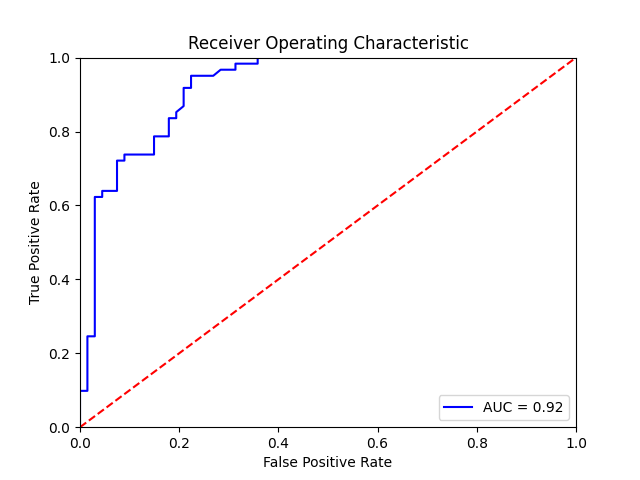 Receiver Operating Characteristic
1.0
0.8
0.6
0.4
0.2
0.0
True Positive Rate
AUC = 0.92
0.0 0.2 0.4 0.6 0.8 1.0
False Positive Rate